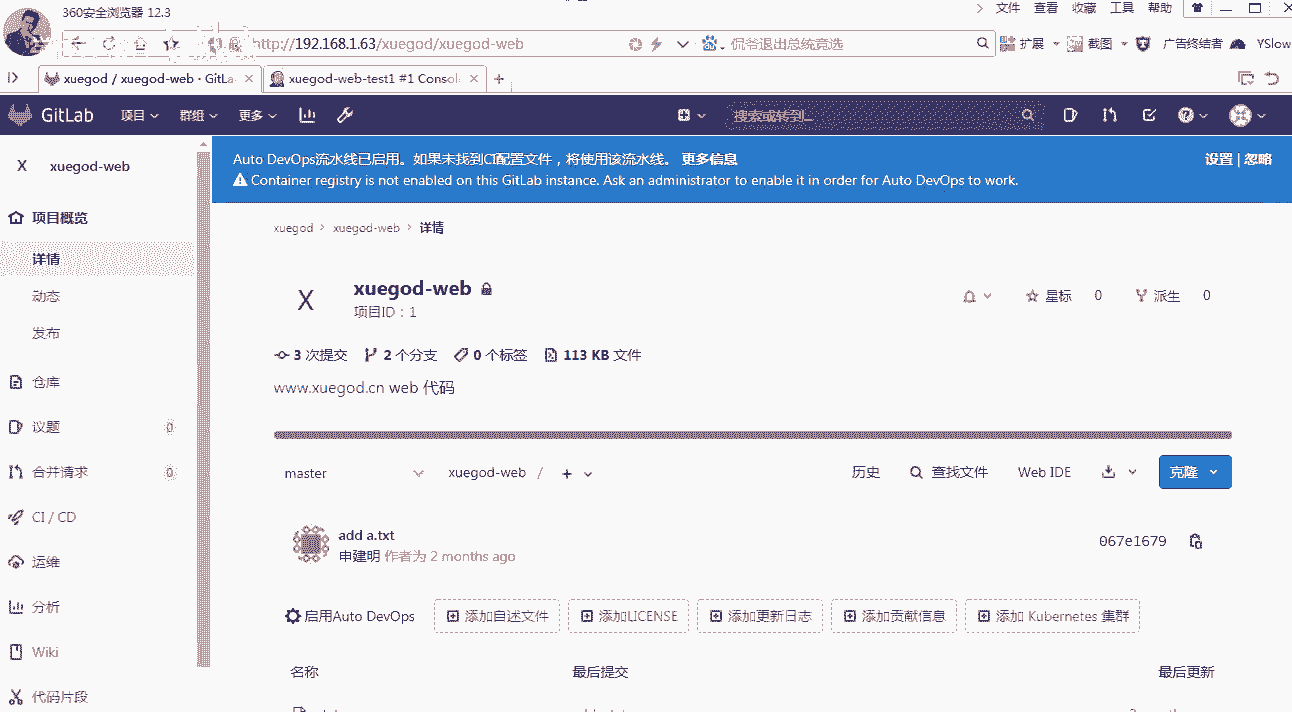 360安全浏览器 12.3
文件 查看 收藏 工具 帮助
http://192.168.1.63/xuegod/xuegod-web
侃爷退出总统竞选
扩展 截图 广告终结者 YSlow
xuegod / xuegod-web · GitLa
xuegod-web-test1 #1 Consol
GitLab 项目 群组 更多 搜索或转到...
X xuegod-web
Auto DevOps流水线已启用。如果未找到CI配置文件，将使用该流水线。 更多信息
设置 | 忽略
Container registry is not enabled on this GitLab instance. Ask an administrator to enable it in order for Auto DevOps to work.
项目概览
详情
动态
发布
仓库
议题 0
合并请求 0
CI / CD
运维
分析
Wiki
代码片段
xuegod > xuegod-web > 详情
X xuegod-web
项目ID：1
星标 0 派生 0
3 次提交 2 个分支 0 个标签 113 KB 文件
www.xuegod.cn web 代码
master xuegod-web / + 历史 查找文件 Web IDE 克隆
add a.txt
申建明 作者为 2 months ago
067e1679
启用Auto DevOps 添加自述文件 添加LICENSE 添加更新日志 添加贡献信息 添加 Kubernetes 集群
名称 最后提交 最后更新